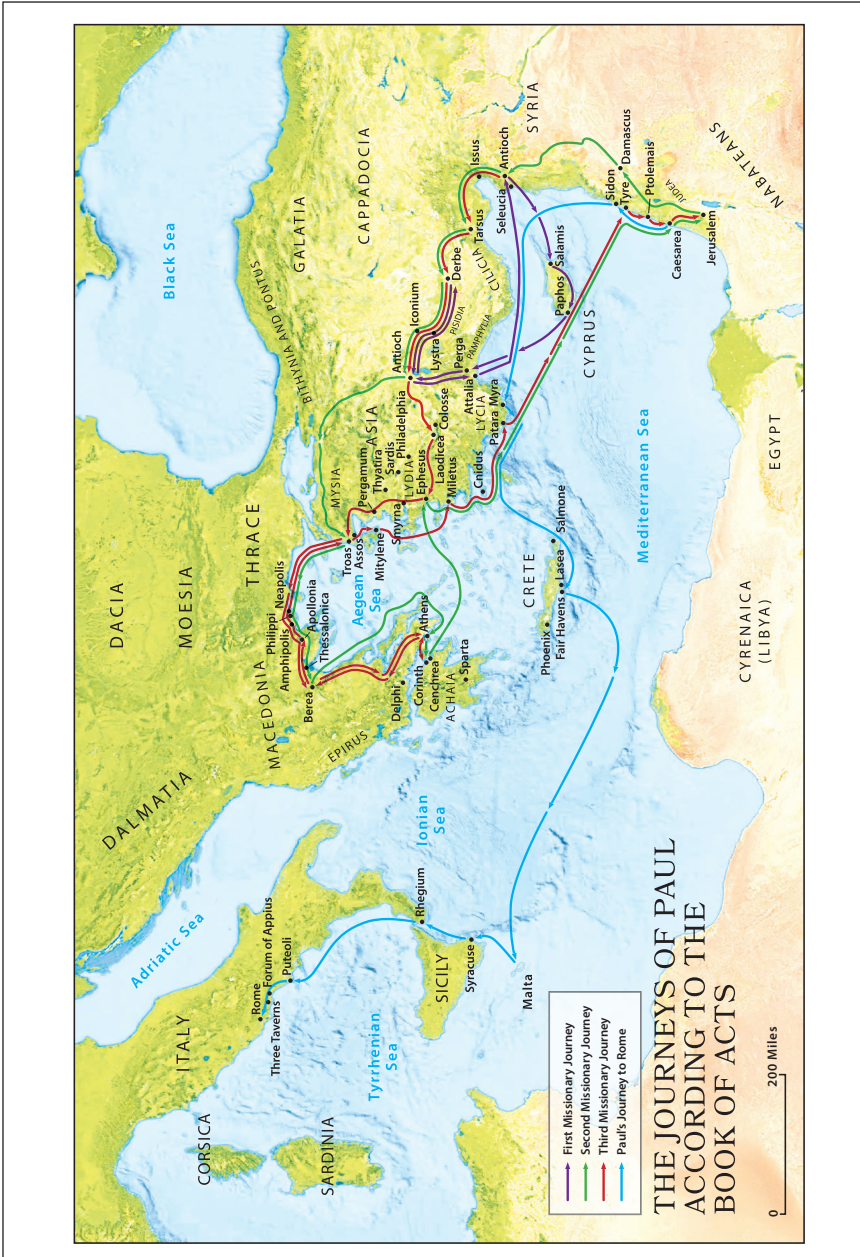 Black Sea
DACIA
MOESIA
THRACE
DALMATIA
MACEDONIA
EPIRUS
ACHAIA
BITHYNIA AND PONTUS
GALATIA
CAPPADOCIA
MYSIA
ASIA
LYDIA
LYCIA
PISIDIA
PAMPHYLIA
CILICIA
SYRIA
JUDEA
NABATEANS
EGYPT
CYRENAICA
(LIBYA)
CYPRUS
CRETE
ITALY
SICILY
CORSICA
SARDINIA
Adriatic Sea
Tyrrhenian
Sea
Ionian
Sea
Aegean
Sea
Mediterranean Sea
Rome
Forum of Appius
Three Taverns
Puteoli
Rhegium
Syracuse
Malta
Philippi
Neapolis
Amphipolis
Apollonia
Thessalonica
Berea
Delphi
Athens
Corinth
Cenchrea
Sparta
Troas
Assos
Mitylene
Pergamum
Thyatira
Sardis
Philadelphia
Smyrna
Ephesus
Laodicea
Colosse
Miletus
Cnidus
Patara
Myra
Attalia
Perga
Antioch
Iconium
Lystra
Derbe
Tarsus
Issus
Antioch
Seleucia
Salamis
Paphos
Sidon
Tyre
Damascus
Ptolemais
Caesarea
Jerusalem
Phoenix
Fair Havens
Lasea
Salmone
First Missionary Journey
Second Missionary Journey
Third Missionary Journey
Paul's Journey to Rome
THE JOURNEYS OF PAUL
ACCORDING TO THE
BOOK OF ACTS
0
200 Miles